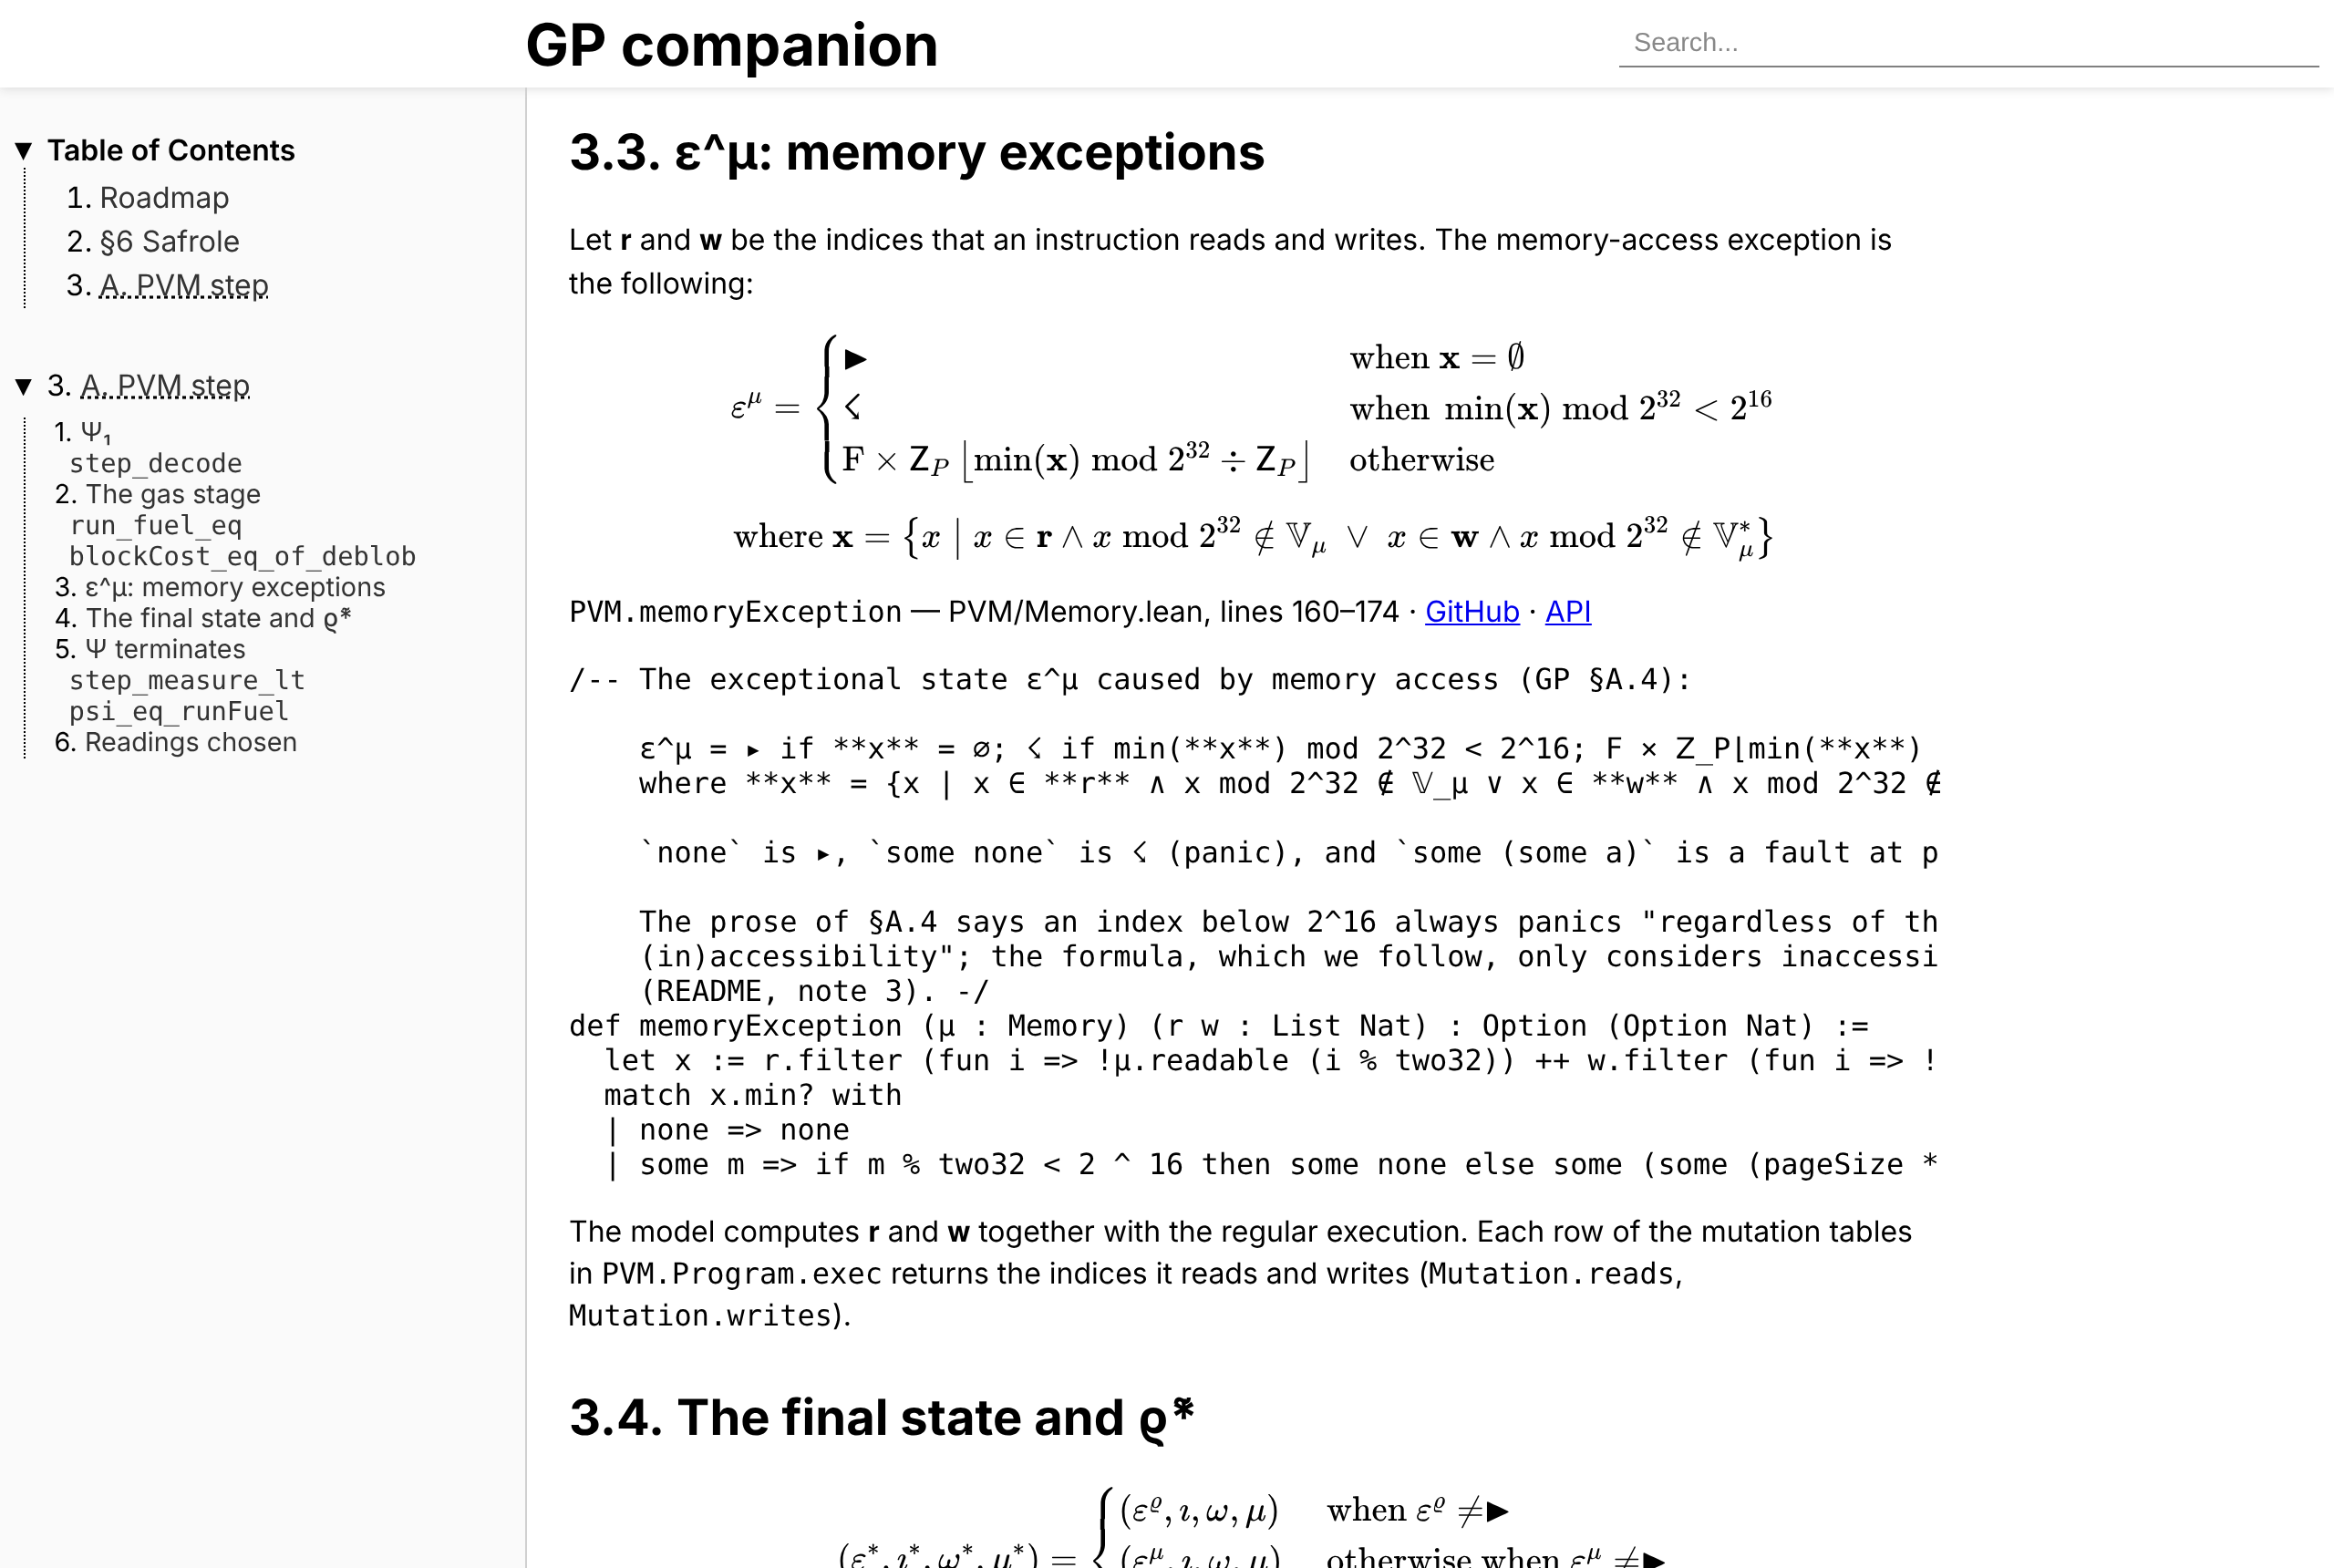 GP companion
Search...
▼ Table of Contents
1. Roadmap
2. §6 Safrole
3. A. PVM step
▼ 3. A. PVM step
1. Ψ₁
step_decode
2. The gas stage
run_fuel_eq
blockCost_eq_of_deblob
3. ε^μ: memory exceptions
4. The final state and ϱ*̃
5. Ψ terminates
step_measure_lt
psi_eq_runFuel
6. Readings chosen
3.3. ε^μ: memory exceptions
Let r and w be the indices that an instruction reads and writes. The memory-access exception is
the following:
ε^μ = { ▶ when x = ∅
☇ when min(x) mod 2^32 < 2^16
F × Z_P ⌊min(x) mod 2^32 ÷ Z_P⌋ otherwise
where x = {x | x ∈ r ∧ x mod 2^32 ∉ 𝕍_μ ∨ x ∈ w ∧ x mod 2^32 ∉ 𝕍*_μ}
PVM.memoryException — PVM/Memory.lean, lines 160–174 · GitHub · API
/-- The exceptional state ε^μ caused by memory access (GP §A.4):
ε^μ = ▸ if **x** = ∅; ☇ if min(**x**) mod 2^32 < 2^16; F × Z_P⌊min(**x**)
where **x** = {x | x ∈ **r** ∧ x mod 2^32 ∉ 𝕍_μ ∨ x ∈ **w** ∧ x mod 2^32 ∉
`none` is ▸, `some none` is ☇ (panic), and `some (some a)` is a fault at p
The prose of §A.4 says an index below 2^16 always panics "regardless of th
(in)accessibility"; the formula, which we follow, only considers inaccessi
(README, note 3). -/
def memoryException (μ : Memory) (r w : List Nat) : Option (Option Nat) :=
let x := r.filter (fun i => !μ.readable (i % two32)) ++ w.filter (fun i => !
match x.min? with
| none => none
| some m => if m % two32 < 2 ^ 16 then some none else some (some (pageSize *
The model computes r and w together with the regular execution. Each row of the mutation tables
in PVM.Program.exec returns the indices it reads and writes (Mutation.reads,
Mutation.writes).
3.4. The final state and ϱ*̃
(ε*, ı*, ω*, μ*) = { (ε^ϱ, ı, ω, μ) when ε^ϱ ≠▶
(ε^μ, ı, ω, μ) otherwise when ε^μ ≠▶